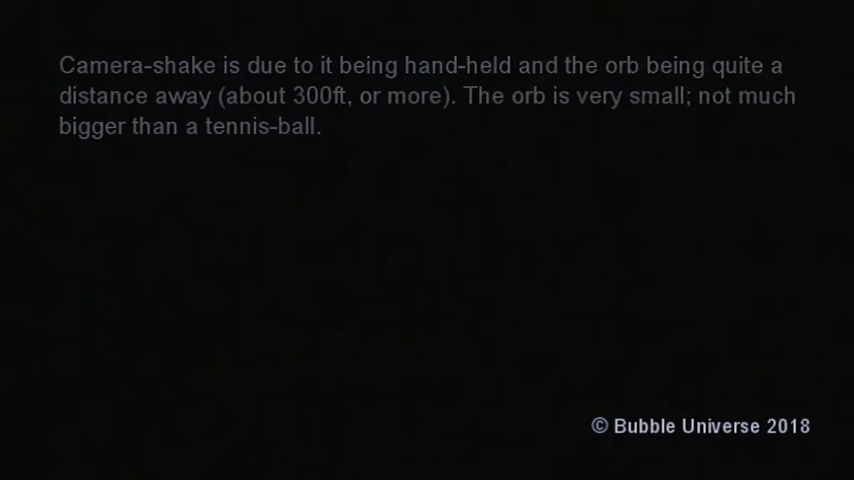 Camera-shake is due to it being hand-held and the orb being quite a
distance away (about 300ft, or more). The orb is very small; not much
bigger than a tennis-ball.
© Bubble Universe 2018